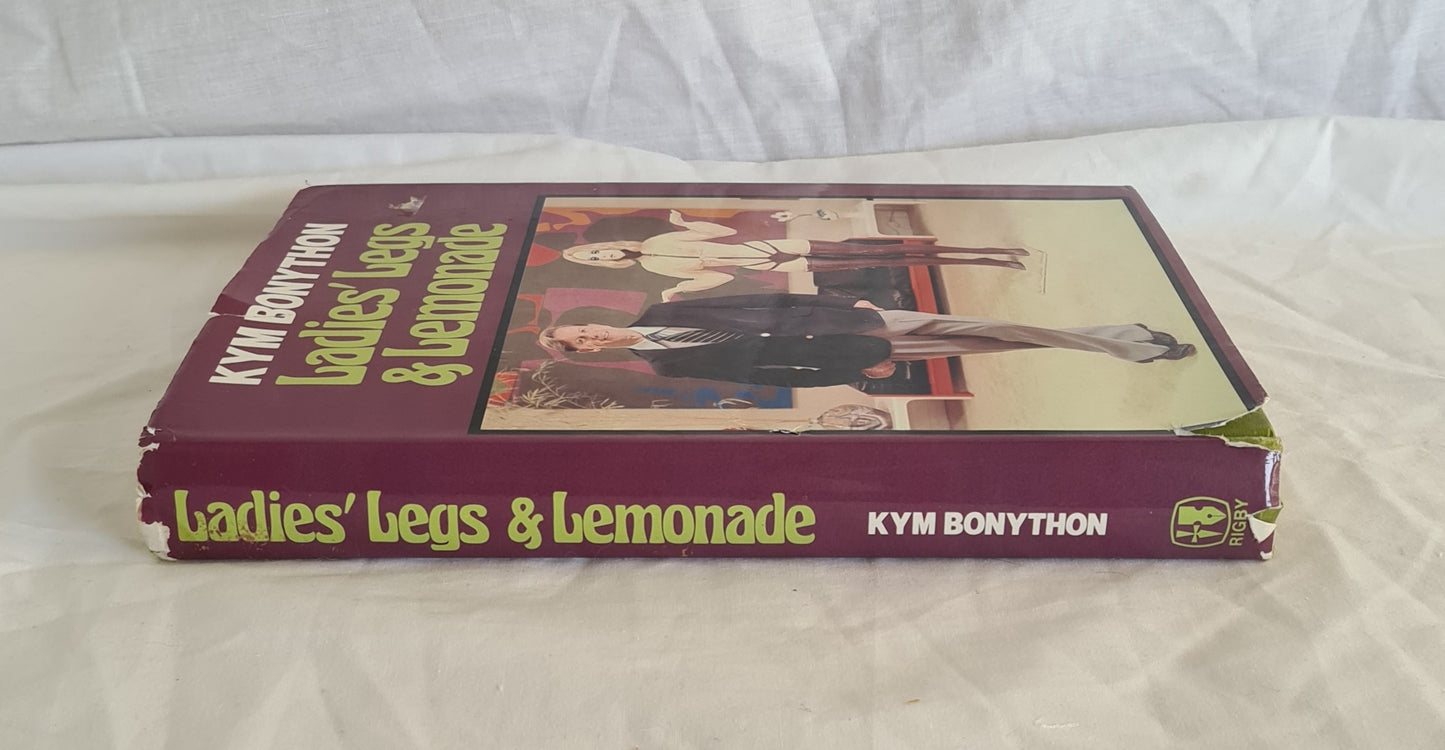 KYM BONYTHON
Ladies' Legs
& Lemonade
Ladies' Legs & Lemonade
KYM BONYTHON
RIGBY